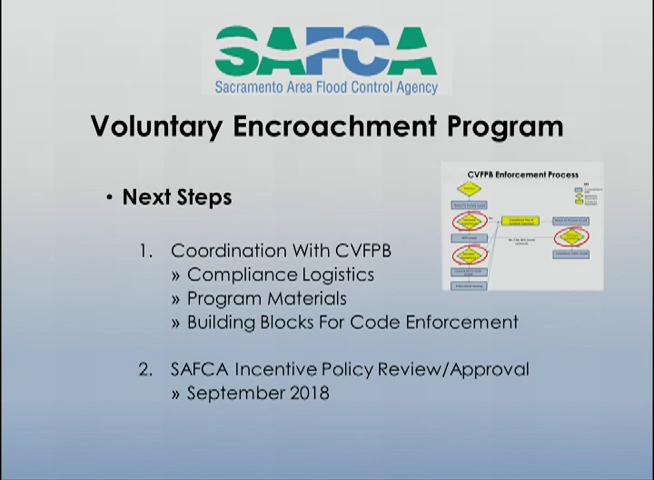 SAFCA
Sacramento Area Flood Control Agency
Voluntary Encroachment Program
• Next Steps
CVFPB Enforcement Process
1. Coordination With CVFPB
» Compliance Logistics
» Program Materials
» Building Blocks For Code Enforcement
2. SAFCA Incentive Policy Review/Approval
» September 2018